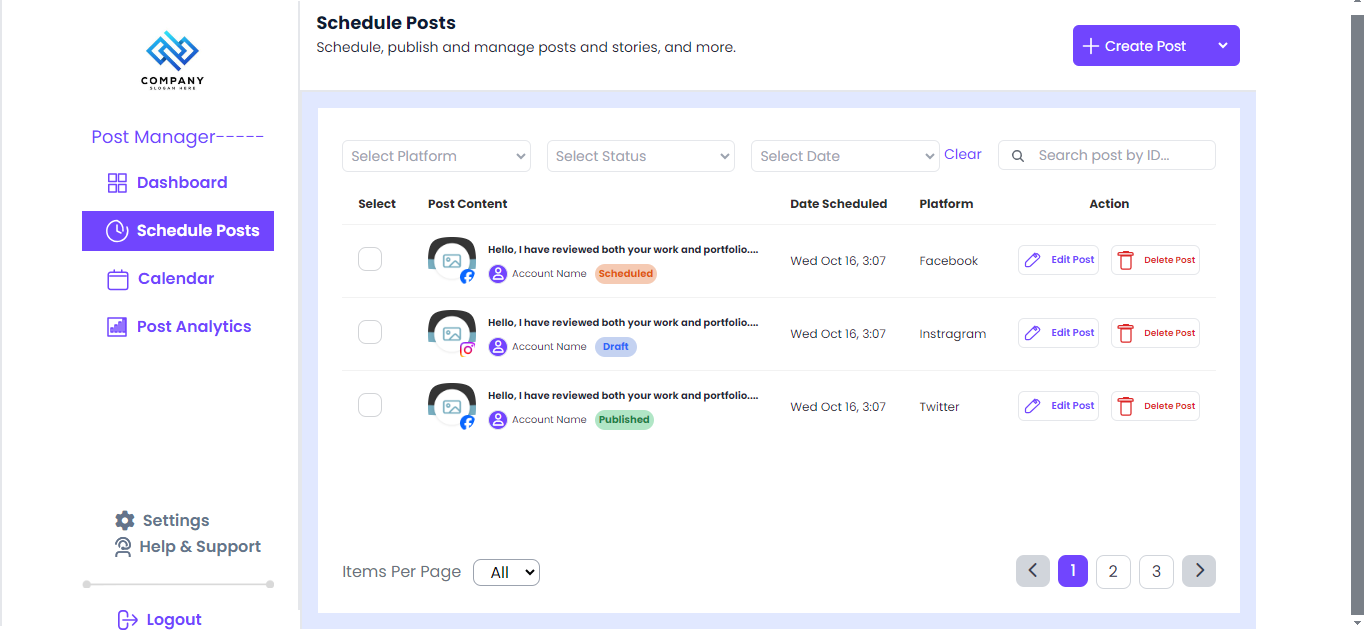 COMPANY
SLOGAN HERE
Post Manager-----
Dashboard
Schedule Posts
Calendar
Post Analytics
Settings
Help & Support
Logout
Schedule Posts
Schedule, publish and manage posts and stories, and more.
Create Post
Select Platform Select Status Select Date Clear Search post by ID...
Select Post Content Date Scheduled Platform Action
Hello, I have reviewed both your work and portfolio....
Account Name Scheduled Wed Oct 16, 3:07 Facebook Edit Post Delete Post
Hello, I have reviewed both your work and portfolio....
Account Name Draft Wed Oct 16, 3:07 Instragram Edit Post Delete Post
Hello, I have reviewed both your work and portfolio....
Account Name Published Wed Oct 16, 3:07 Twitter Edit Post Delete Post
Items Per Page All 1 2 3